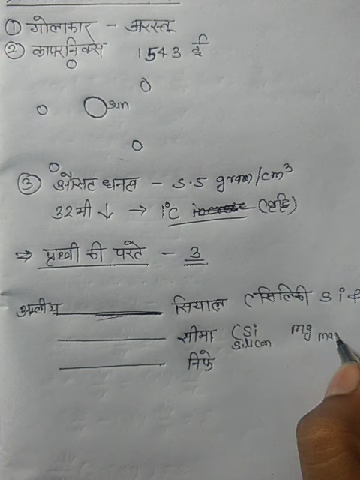 ① गोलाकार - अरस्तू
② कापरनिकस 1543 ई
Sun
③ औसत घनत्व - 5.5 gram/cm³
32मी ↓ → 1°C (वृद्धि)
⇒ पृथ्वी की परतें - 3
अम्लीय सियाल (सिलिका Si
सीमा (Si mg
Silicon
निफे